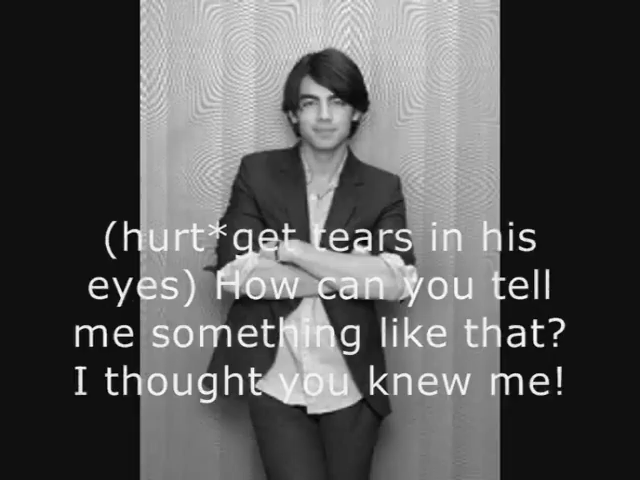 (hurt*get tears in his
eyes) How can you tell
me something like that?
I thought you knew me!